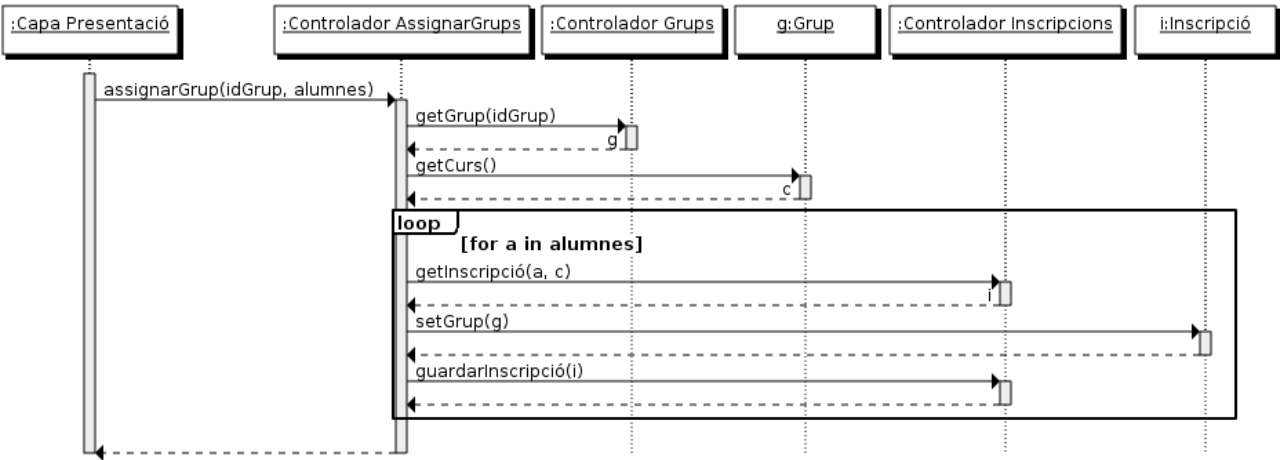 :Capa Presentació
:Controlador AssignarGrups
:Controlador Grups
g:Grup
:Controlador Inscripcions
i:Inscripció
assignarGrup(idGrup, alumnes)
getGrup(idGrup)
g
getCurs()
c
loop
[for a in alumnes]
getInscripció(a, c)
i
setGrup(g)
guardarInscripció(i)